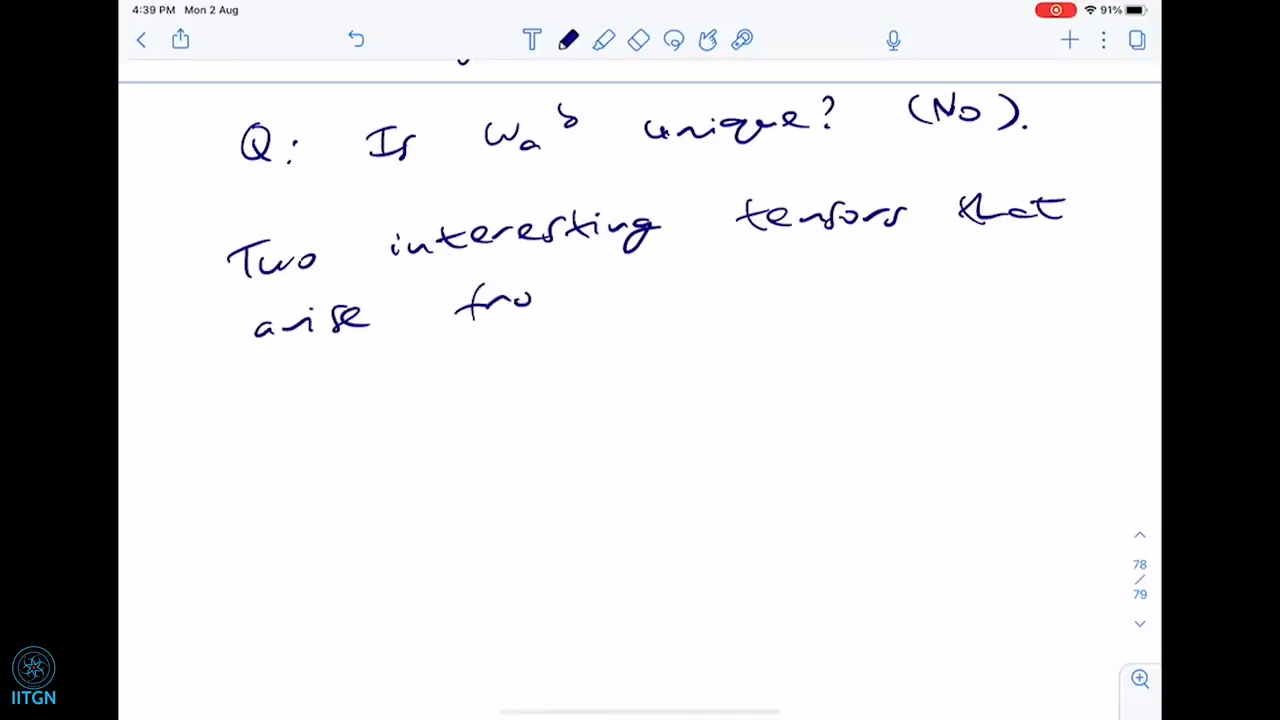 4:39 PM Mon 2 Aug
91%
Q: Is ω_a^b unique? (No).
Two interesting tensors that
arise fro
78
/
79
IITGN